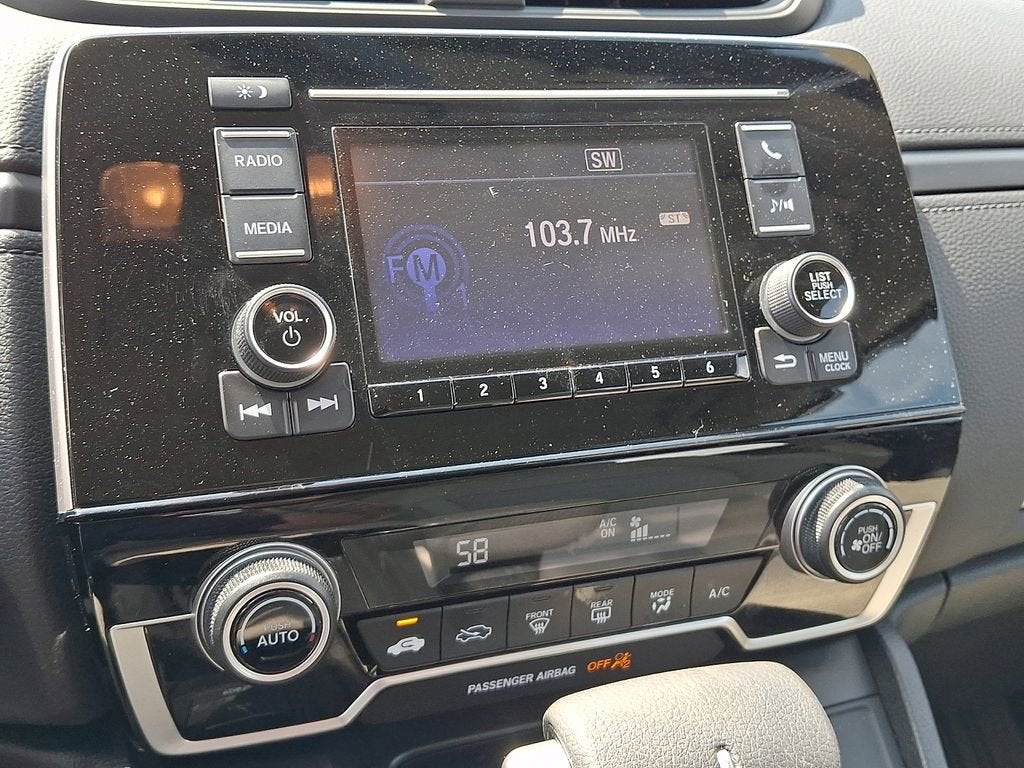 RADIO
MEDIA
VOL
SW
103.7 MHz
ST
FM
1
LIST
PUSH
SELECT
MENU
CLOCK
1 2 3 4 5 6
58
A/C
ON
PUSH
ON/
OFF
PUSH
AUTO
FRONT
REAR
MODE
A/C
PASSENGER AIRBAG OFF